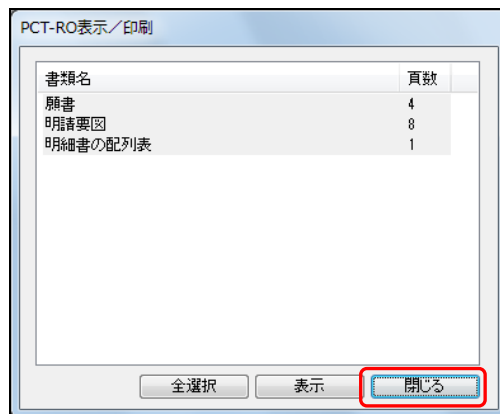 PCT-RO表示/印刷
書類名 頁数
願書 4
明請要図 8
明細書の配列表 1
全選択 表示 閉じる